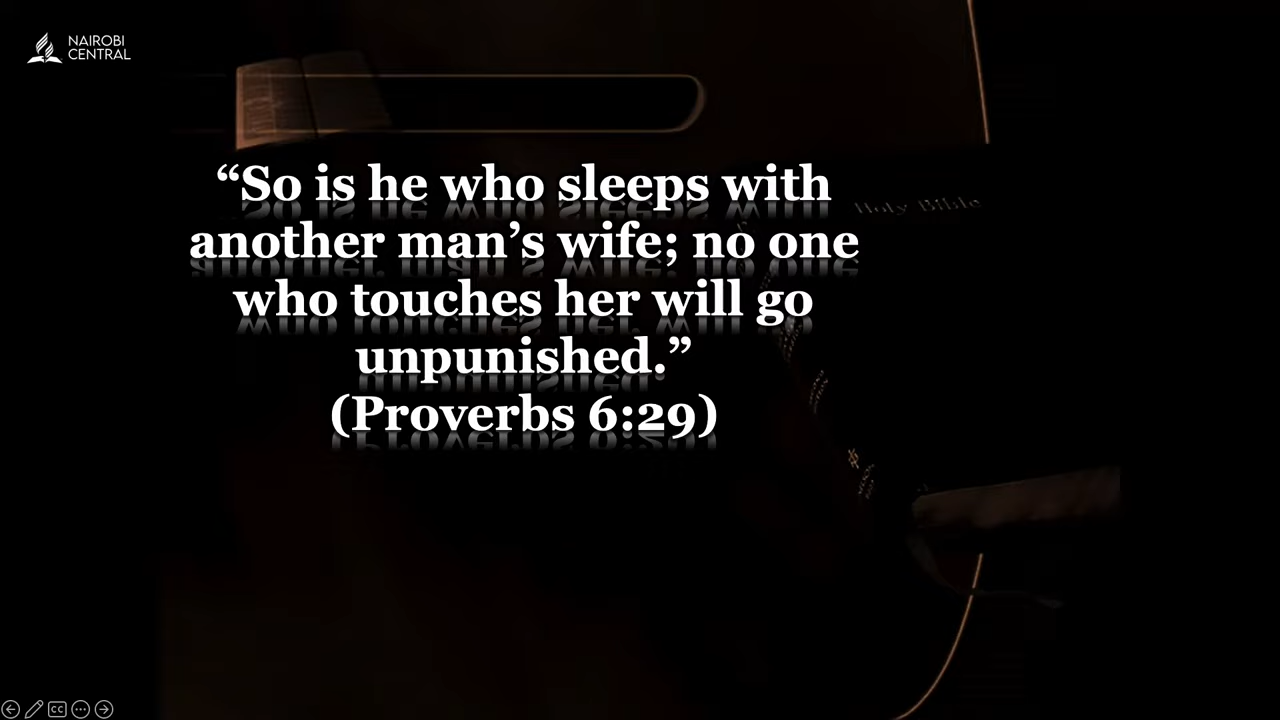 NAIROBI
CENTRAL
“So is he who sleeps with
another man’s wife; no one
who touches her will go
unpunished.”
(Proverbs 6:29)
Holy Bible
CC